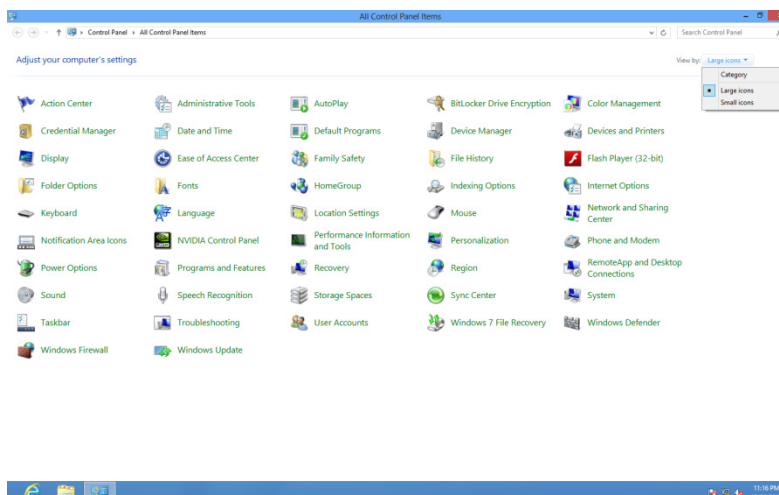 All Control Panel Items
Control Panel All Control Panel Items
Search Control Panel
Adjust your computer's settings
View by: Large icons
Category
Large icons
Small icons
Action Center Administrative Tools AutoPlay BitLocker Drive Encryption Color Management
Credential Manager Date and Time Default Programs Device Manager Devices and Printers
Display Ease of Access Center Family Safety File History Flash Player (32-bit)
Folder Options Fonts HomeGroup Indexing Options Internet Options
Keyboard Language Location Settings Mouse Network and Sharing Center
Notification Area Icons NVIDIA Control Panel Performance Information and Tools Personalization Phone and Modem
Power Options Programs and Features Recovery Region RemoteApp and Desktop Connections
Sound Speech Recognition Storage Spaces Sync Center System
Taskbar Troubleshooting User Accounts Windows 7 File Recovery Windows Defender
Windows Firewall Windows Update
11:16 PM